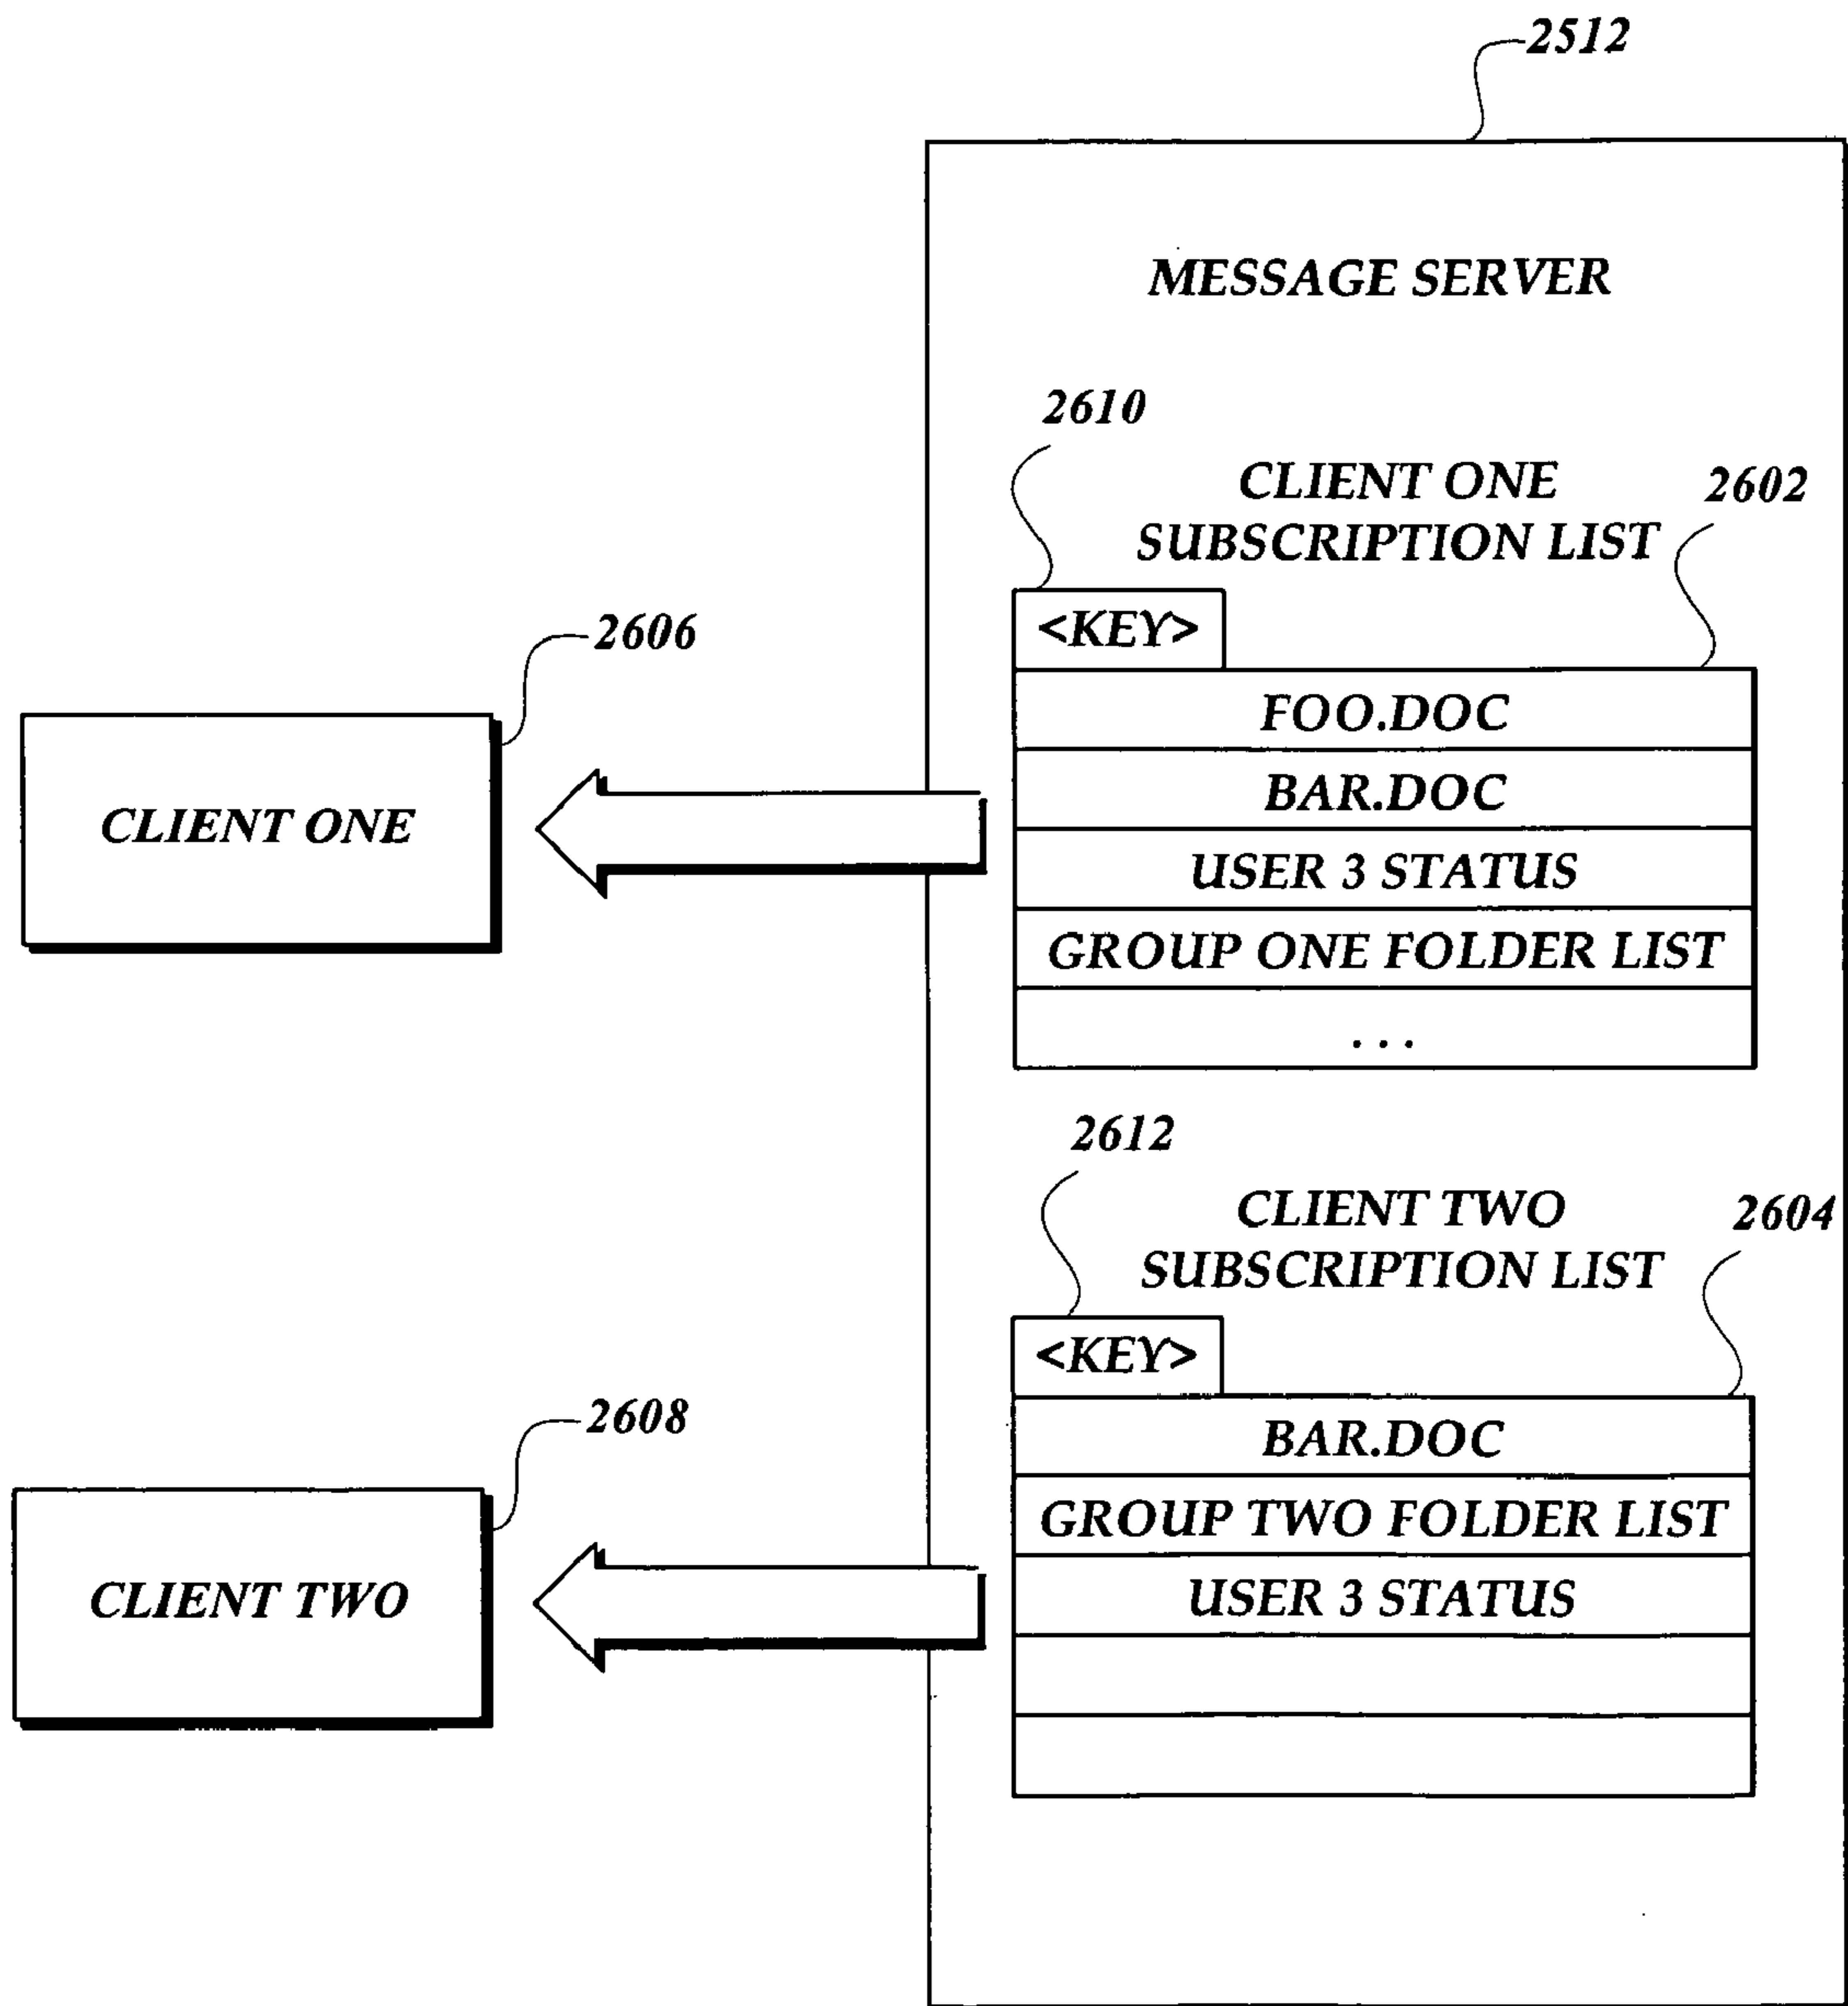 2512
MESSAGE SERVER
2610
CLIENT ONE
SUBSCRIPTION LIST
2602
<KEY>
FOO.DOC
BAR.DOC
USER 3 STATUS
GROUP ONE FOLDER LIST
...
2606
CLIENT ONE
2612
CLIENT TWO
SUBSCRIPTION LIST
2604
<KEY>
BAR.DOC
GROUP TWO FOLDER LIST
USER 3 STATUS
2608
CLIENT TWO